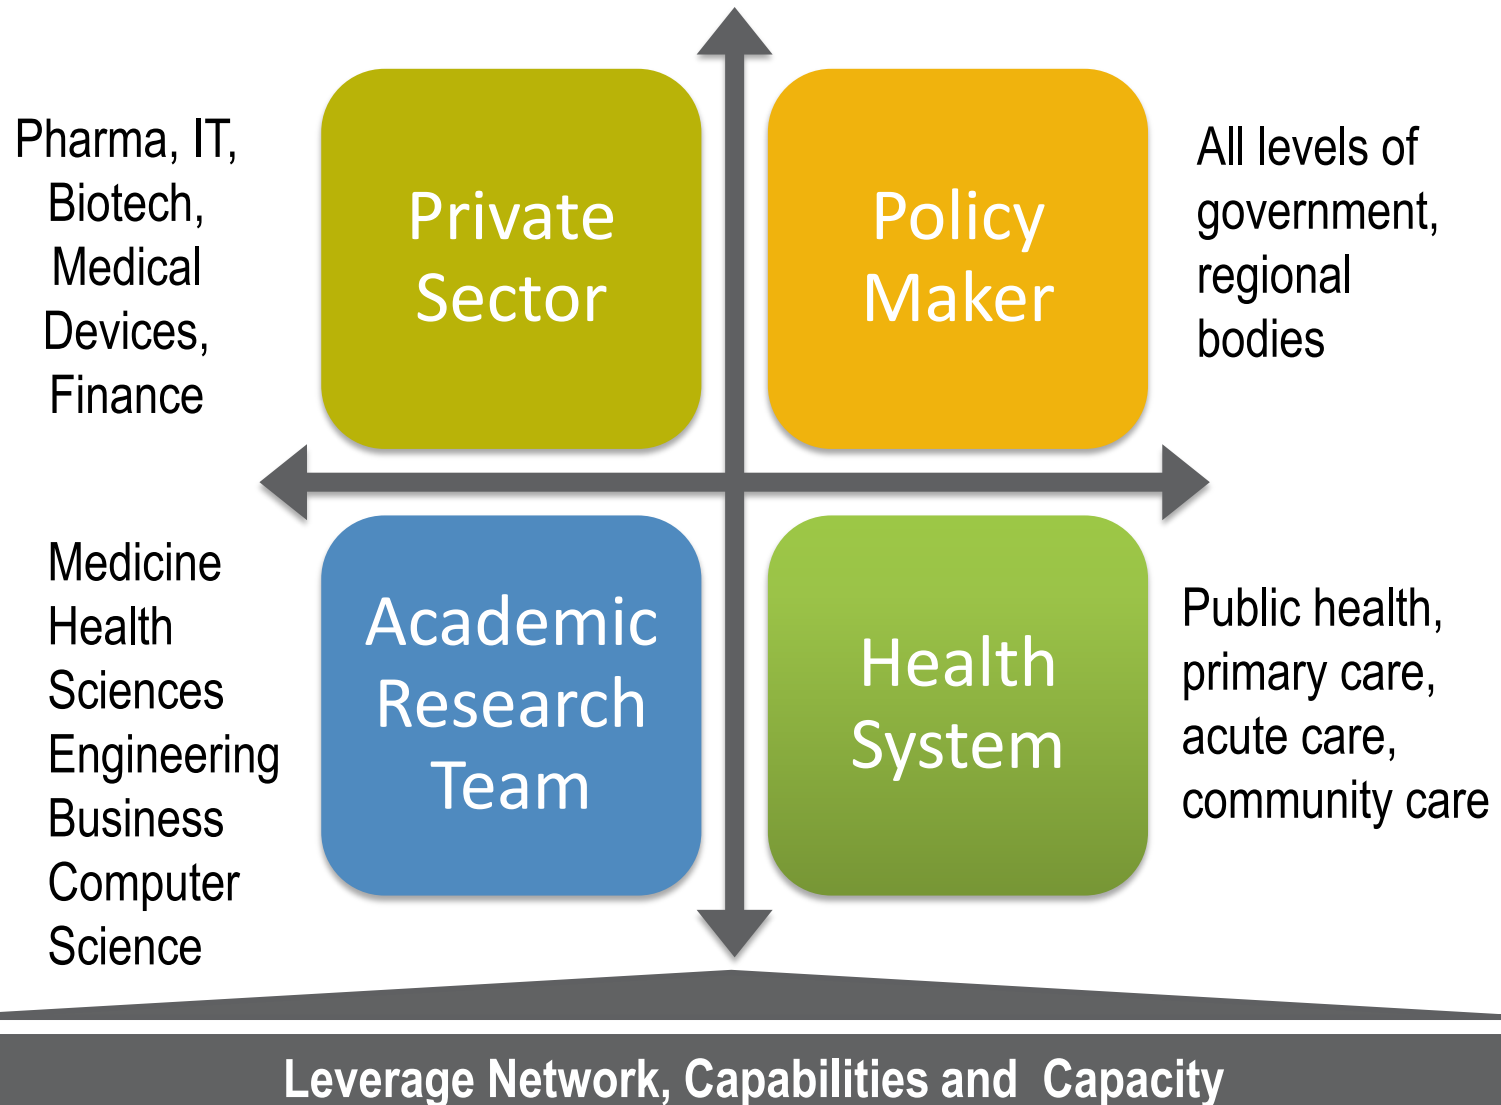 Pharma, IT,
Biotech,
Medical
Devices,
Finance
Private
Sector
Policy
Maker
All levels of
government,
regional
bodies
Medicine
Health
Sciences
Engineering
Business
Computer
Science
Academic
Research
Team
Health
System
Public health,
primary care,
acute care,
community care
Leverage Network, Capabilities and  Capacity